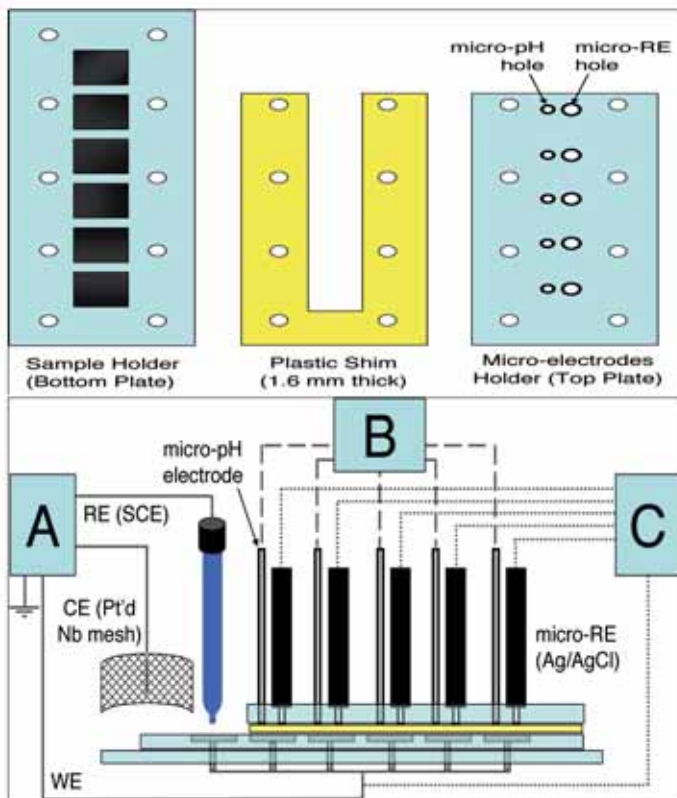 micro-pH
hole
micro-RE
hole
Sample Holder
(Bottom Plate)
Plastic Shim
(1.6 mm thick)
Micro-electrodes
Holder (Top Plate)
B
micro-pH
electrode
A
RE (SCE)
C
CE (Pt'd
Nb mesh)
micro-RE
(Ag/AgCl)
WE